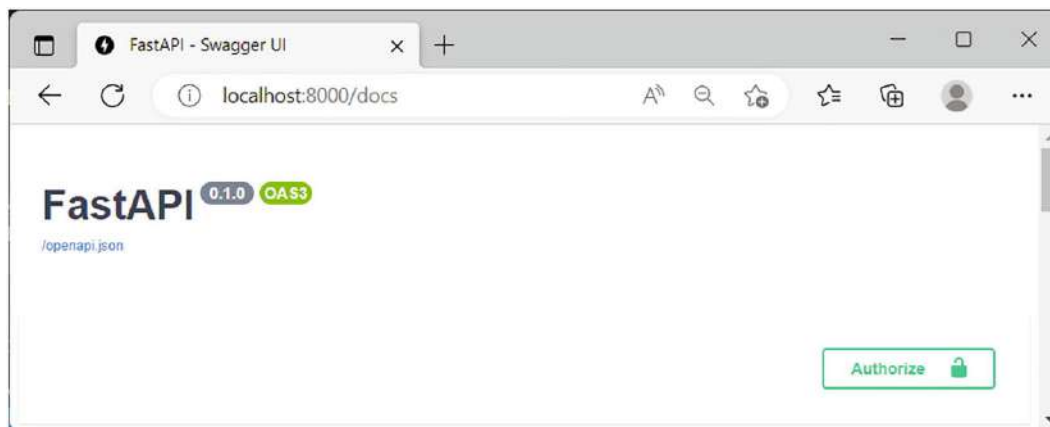 FastAPI - Swagger UI
localhost:8000/docs
FastAPI 0.1.0 OAS3
/openapi.json
Authorize